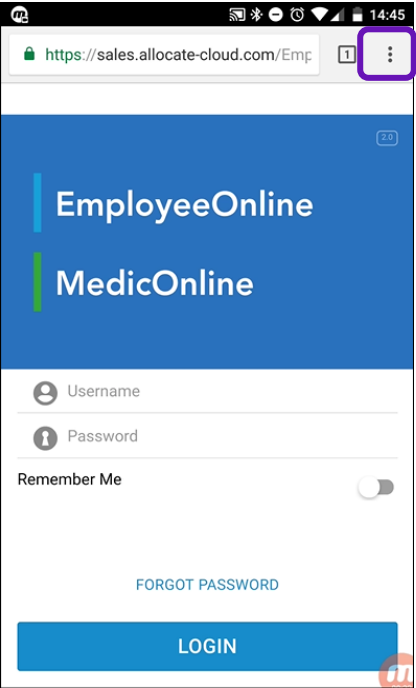 14:45
https://sales.allocate-cloud.com/Emp
1
2.0
EmployeeOnline
MedicOnline
Username
Password
Remember Me
FORGOT PASSWORD
LOGIN